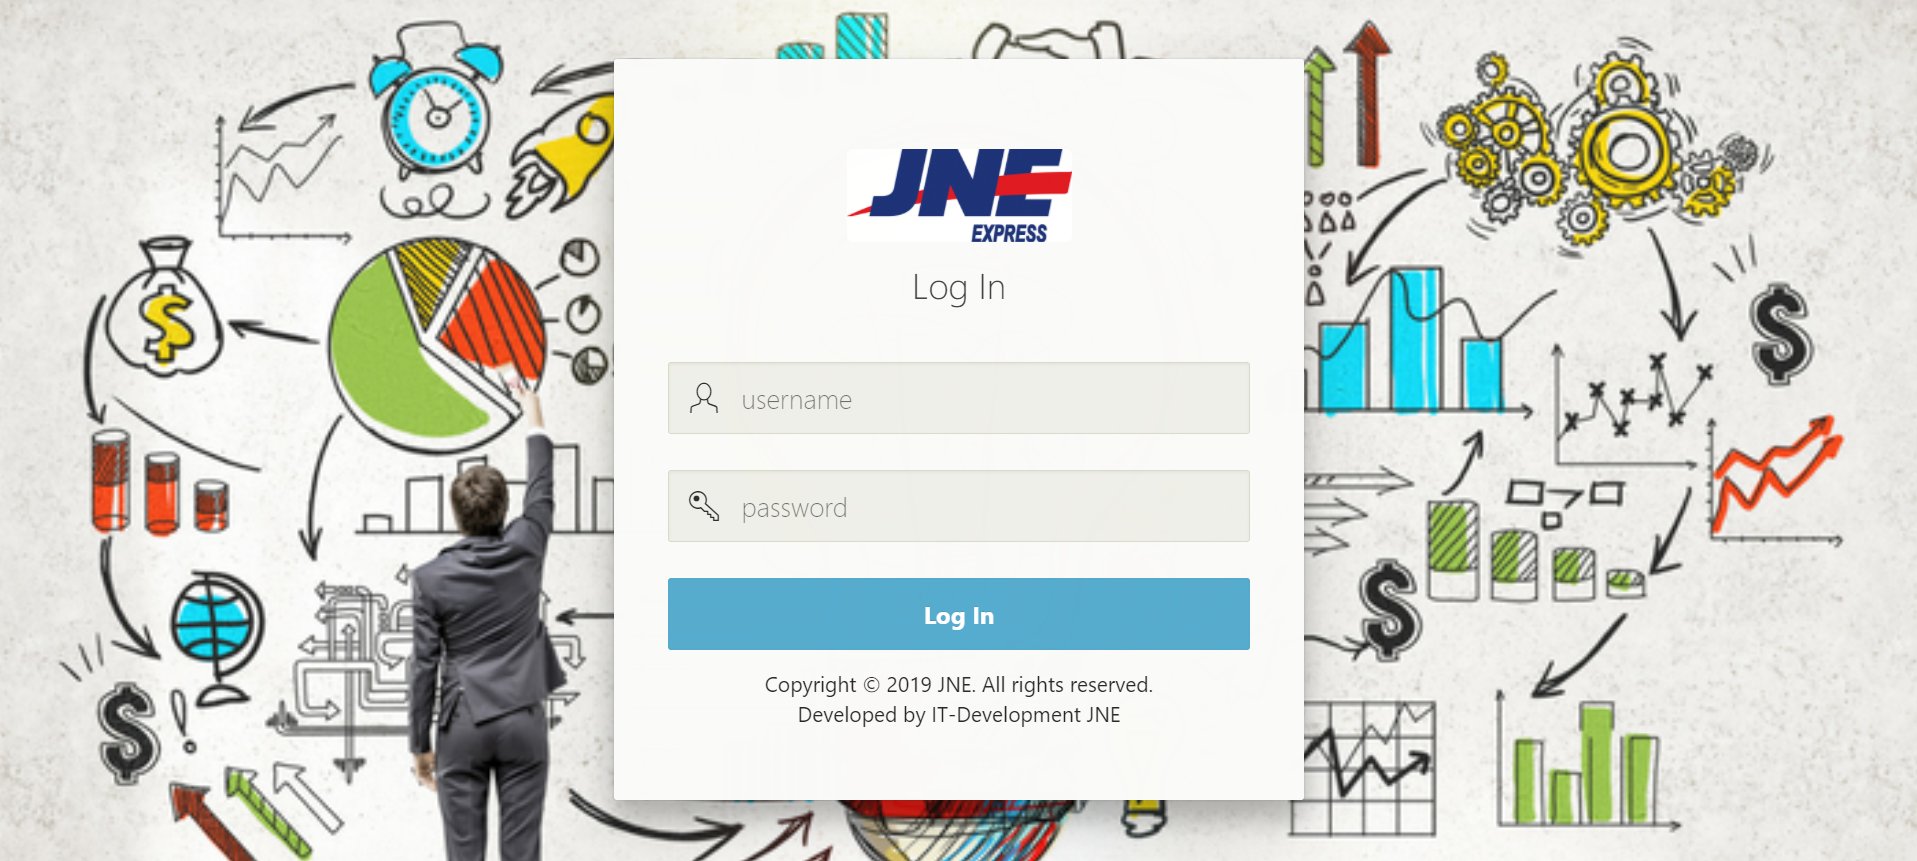 JNE
EXPRESS
Log In
username
password
Log In
Copyright © 2019 JNE. All rights reserved.
Developed by IT-Development JNE